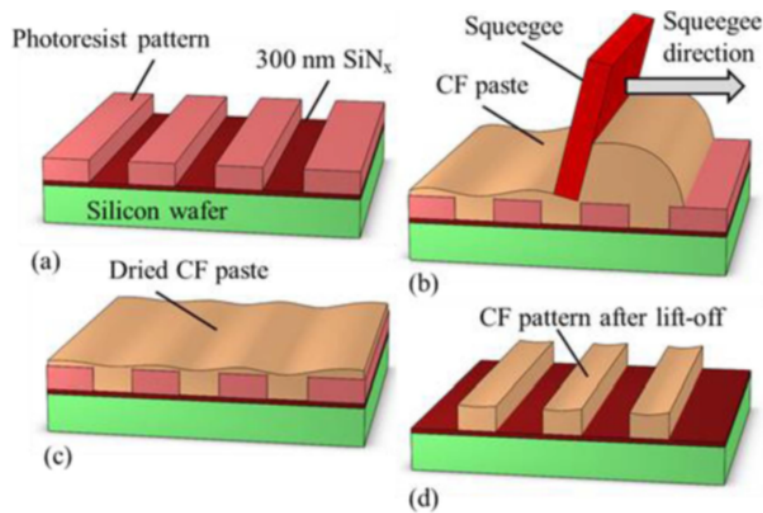 Photoresist pattern
300 nm SiNₓ
Silicon wafer
(a)
Squeegee
Squeegee
direction
CF paste
(b)
Dried CF paste
(c)
CF pattern after lift-off
(d)